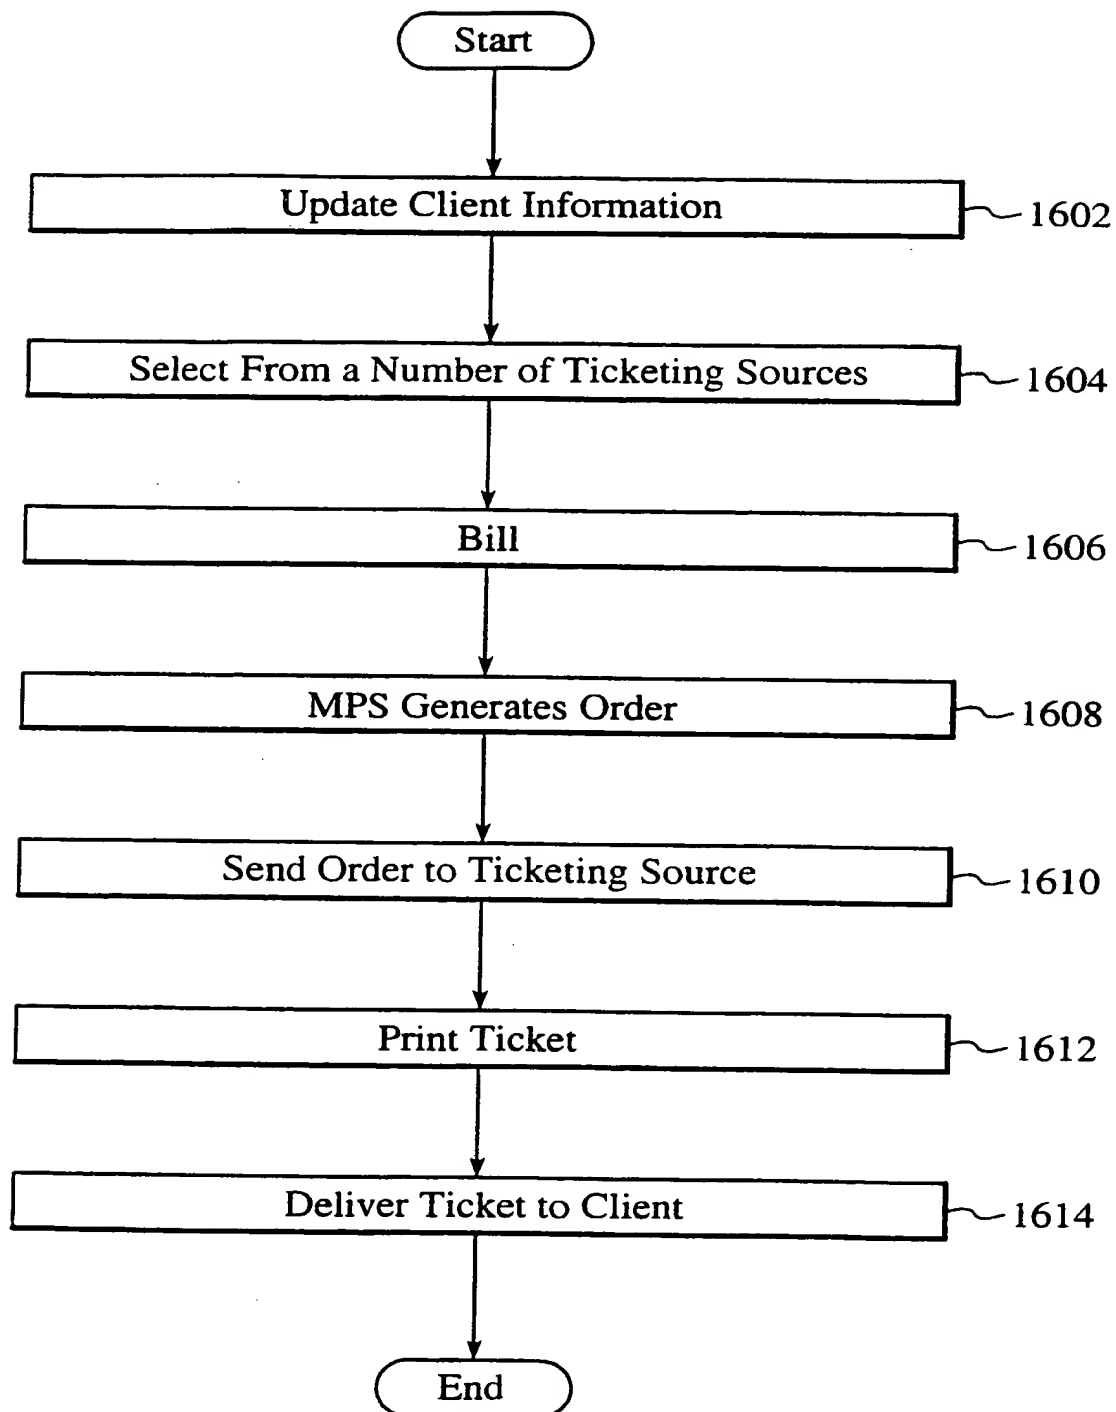 Start
Update Client Information
1602
Select From a Number of Ticketing Sources
1604
Bill
1606
MPS Generates Order
1608
Send Order to Ticketing Source
1610
Print Ticket
1612
Deliver Ticket to Client
1614
End